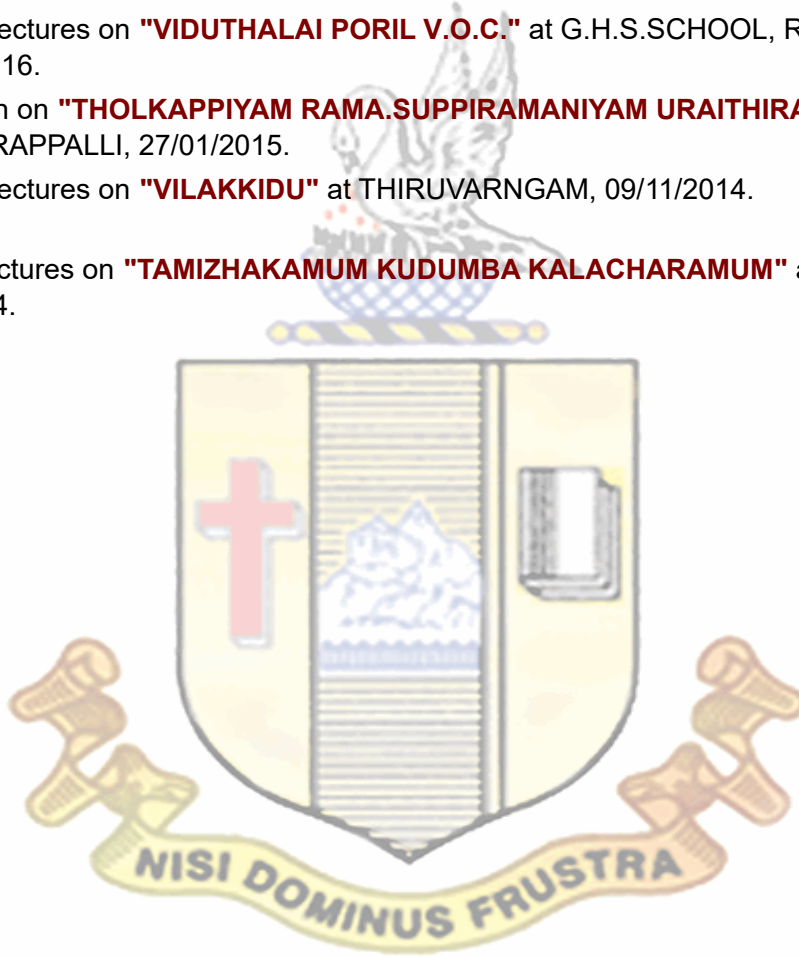 ectures on "VIDUTHALAI PORIL V.O.C." at G.H.S.SCHOOL, R
16.
n on "THOLKAPPIYAM RAMA.SUPPIRAMANIYAM URAITHIRA
RAPPALLI, 27/01/2015.
ectures on "VILAKKIDU" at THIRUVARNGAM, 09/11/2014.
ctures on "TAMIZHAKAMUM KUDUMBA KALACHARAMUM" a
4.
NISI DOMINUS FRUSTRA